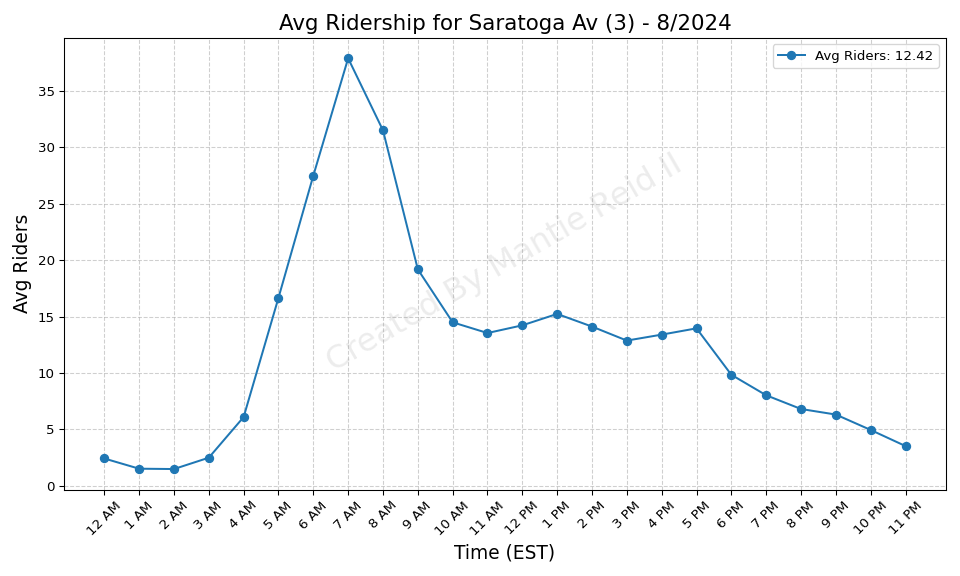 Avg Ridership for Saratoga Av (3) - 8/2024
Avg Riders: 12.42
Avg Riders
35
30
25
20
15
10
5
0
Created By Mantie Reid II
12 AM
1 AM
2 AM
3 AM
4 AM
5 AM
6 AM
7 AM
8 AM
9 AM
10 AM
11 AM
12 PM
1 PM
2 PM
3 PM
4 PM
5 PM
6 PM
7 PM
8 PM
9 PM
10 PM
11 PM
Time (EST)